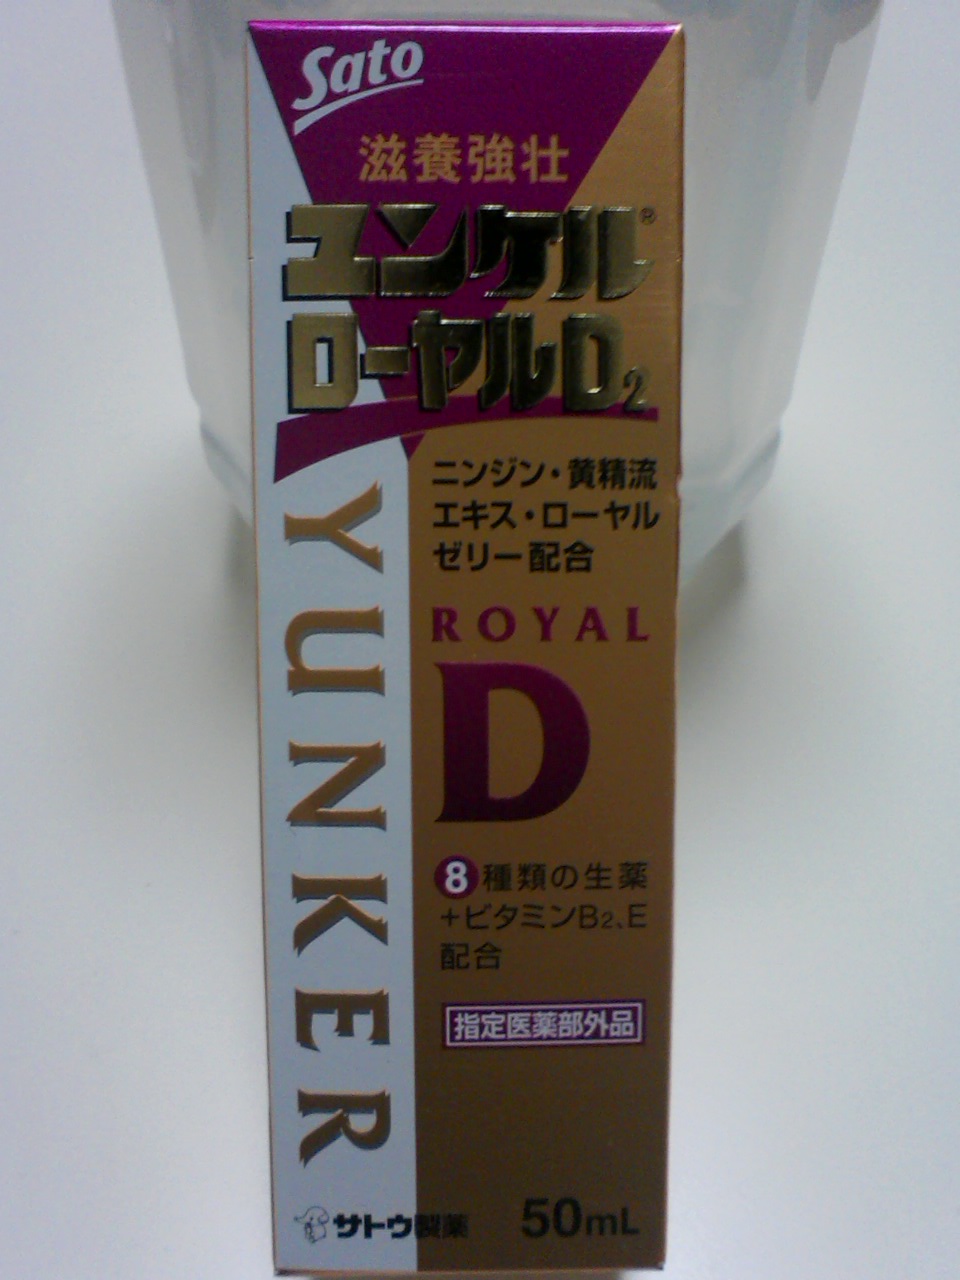 Sato
滋養強壮
ユンケル®
ローヤルD2
YUNKER
ニンジン・黄精流
エキス・ローヤル
ゼリー配合
ROYAL
D
8種類の生薬
+ビタミンB2、E
配合
指定医薬部外品
サトウ製薬
50mL